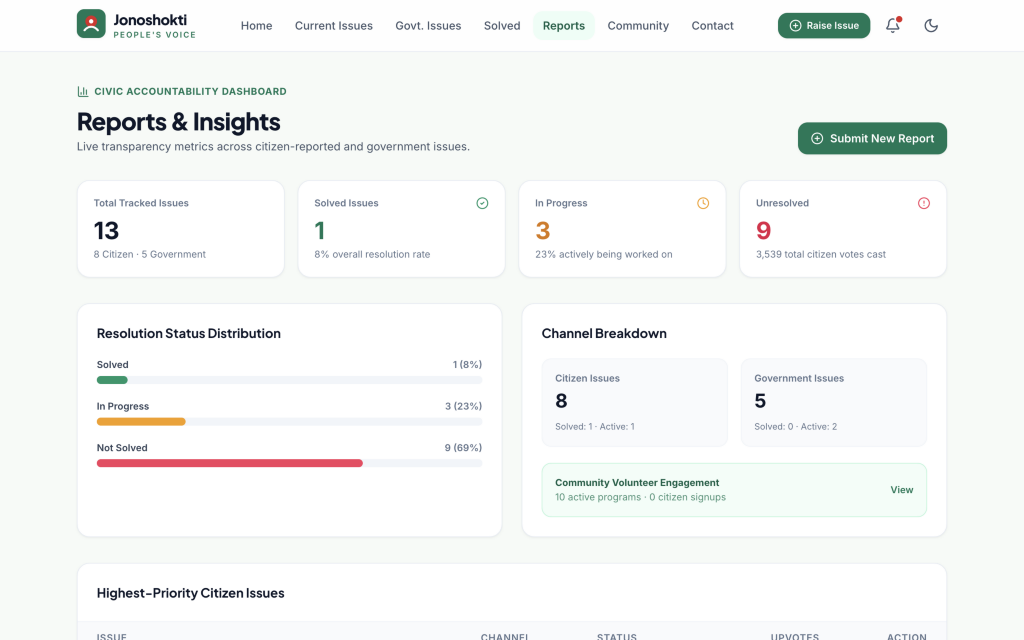 Jonoshokti
PEOPLE'S VOICE
Home
Current Issues
Govt. Issues
Solved
Reports
Community
Contact
Raise Issue
CIVIC ACCOUNTABILITY DASHBOARD
Reports & Insights
Live transparency metrics across citizen-reported and government issues.
Submit New Report
Total Tracked Issues
13
8 Citizen · 5 Government
Solved Issues
1
8% overall resolution rate
In Progress
3
23% actively being worked on
Unresolved
9
3,539 total citizen votes cast
Resolution Status Distribution
Solved 1 (8%)
In Progress 3 (23%)
Not Solved 9 (69%)
Channel Breakdown
Citizen Issues
8
Solved: 1 · Active: 1
Government Issues
5
Solved: 0 · Active: 2
Community Volunteer Engagement
10 active programs · 0 citizen signups
View
Highest-Priority Citizen Issues
ISSUE CHANNEL STATUS UPVOTES ACTION